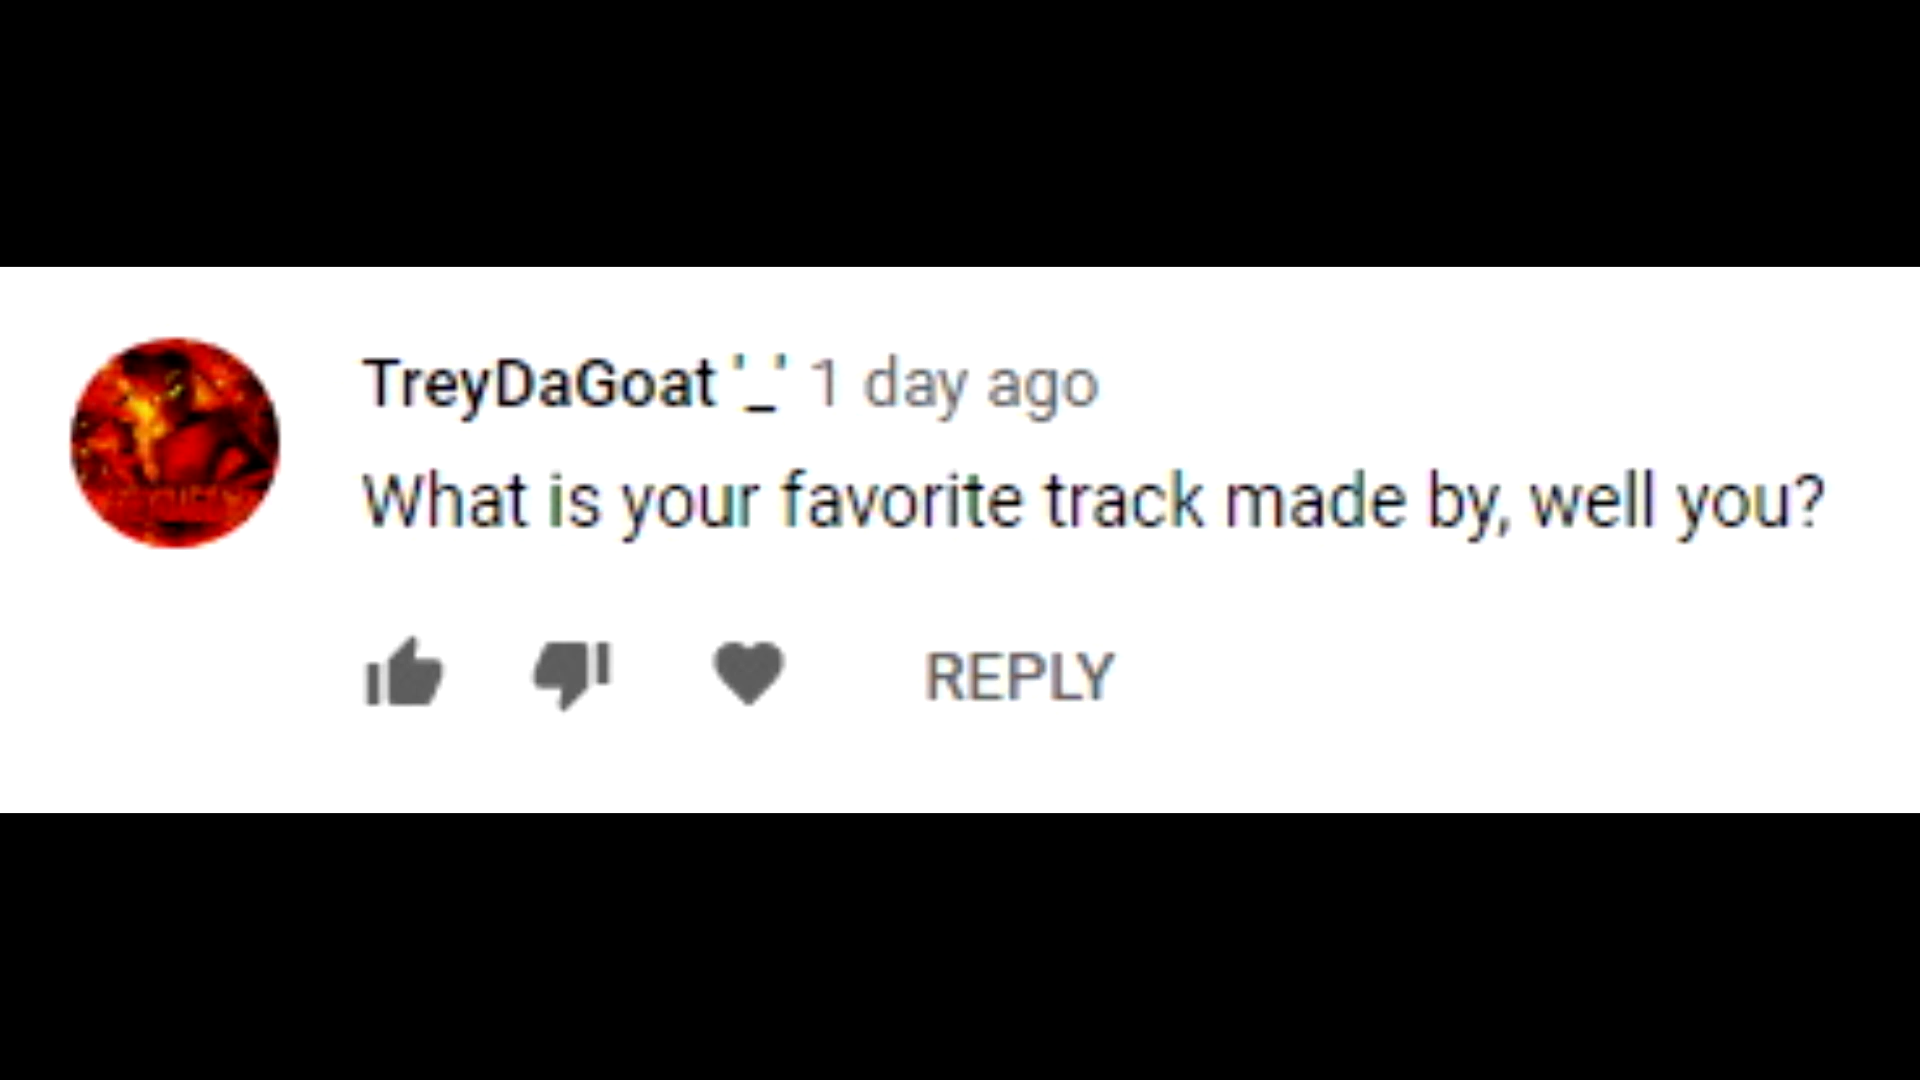 TreyDaGoat '_' 1 day ago
What is your favorite track made by, well you?
REPLY